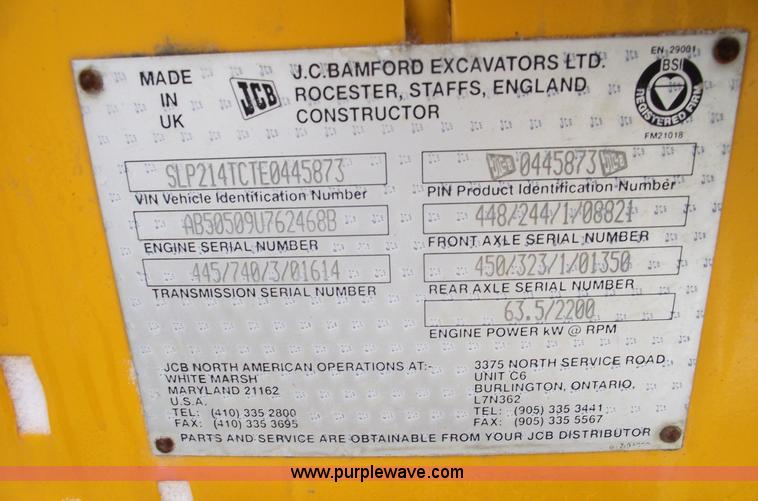 MADE
IN
UK
JCB
J.C.BAMFORD EXCAVATORS LTD.
ROCESTER, STAFFS, ENGLAND
CONSTRUCTOR
EN 29001
BSI
REGISTERED FIRM
FM21018
SLP214TCTE0445873
VIN Vehicle Identification Number
JCB 0445873 JCB
PIN Product Identification Number
AB50509U762468B
ENGINE SERIAL NUMBER
448/244/1/08821
FRONT AXLE SERIAL NUMBER
445/740/3/01614
TRANSMISSION SERIAL NUMBER
450/323/1/01350
REAR AXLE SERIAL NUMBER
63.5/2200
ENGINE POWER kW @ RPM
JCB NORTH AMERICAN OPERATIONS AT:-
WHITE MARSH
MARYLAND 21162
U.S.A.
TEL: (410) 335 2800
FAX: (410) 335 3695
3375 NORTH SERVICE ROAD
UNIT C6
BURLINGTON, ONTARIO.
L7N362
TEL: (905) 335 3441
FAX: (905) 335 5567
PARTS AND SERVICE ARE OBTAINABLE FROM YOUR JCB DISTRIBUTOR
www.purplewave.com